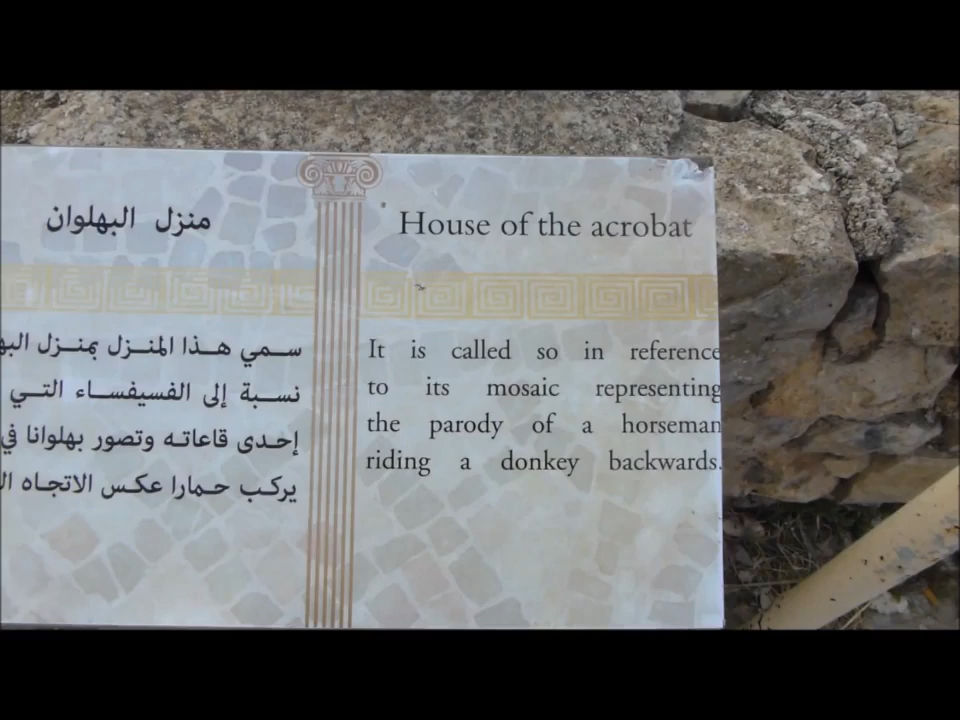 منزل البهلوان
سمي هذا المنزل بمنزل
نسبة إلى الفسيفساء التي
إحدى قاعاته وتصور بهلوانا في
يركب حمارا عكس الاتجاه
House of the acrobat
It is called so in reference
to its mosaic representing
the parody of a horseman
riding a donkey backwards.